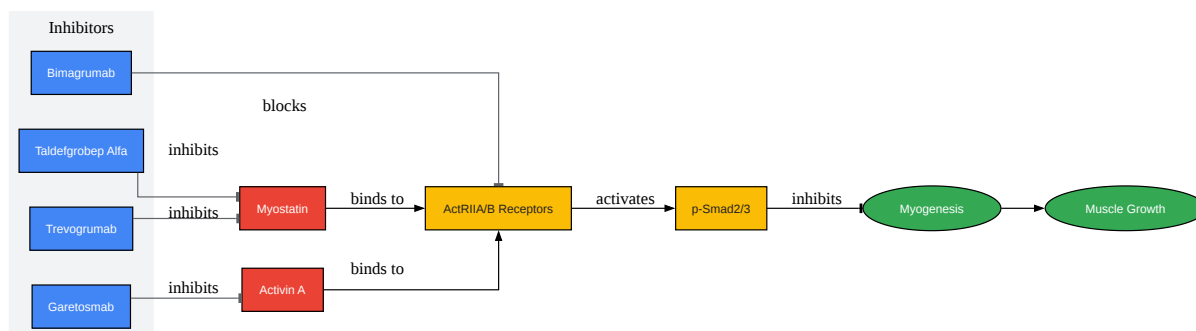 Inhibitors
Bimagrumab
blocks
Taldefgrobep Alfa
inhibits
Myostatin
binds to
ActRIIA/B Receptors
activates
p-Smad2/3
inhibits
Myogenesis
Muscle Growth
Trevogrumab
inhibits
Garetosmab
inhibits
Activin A
binds to